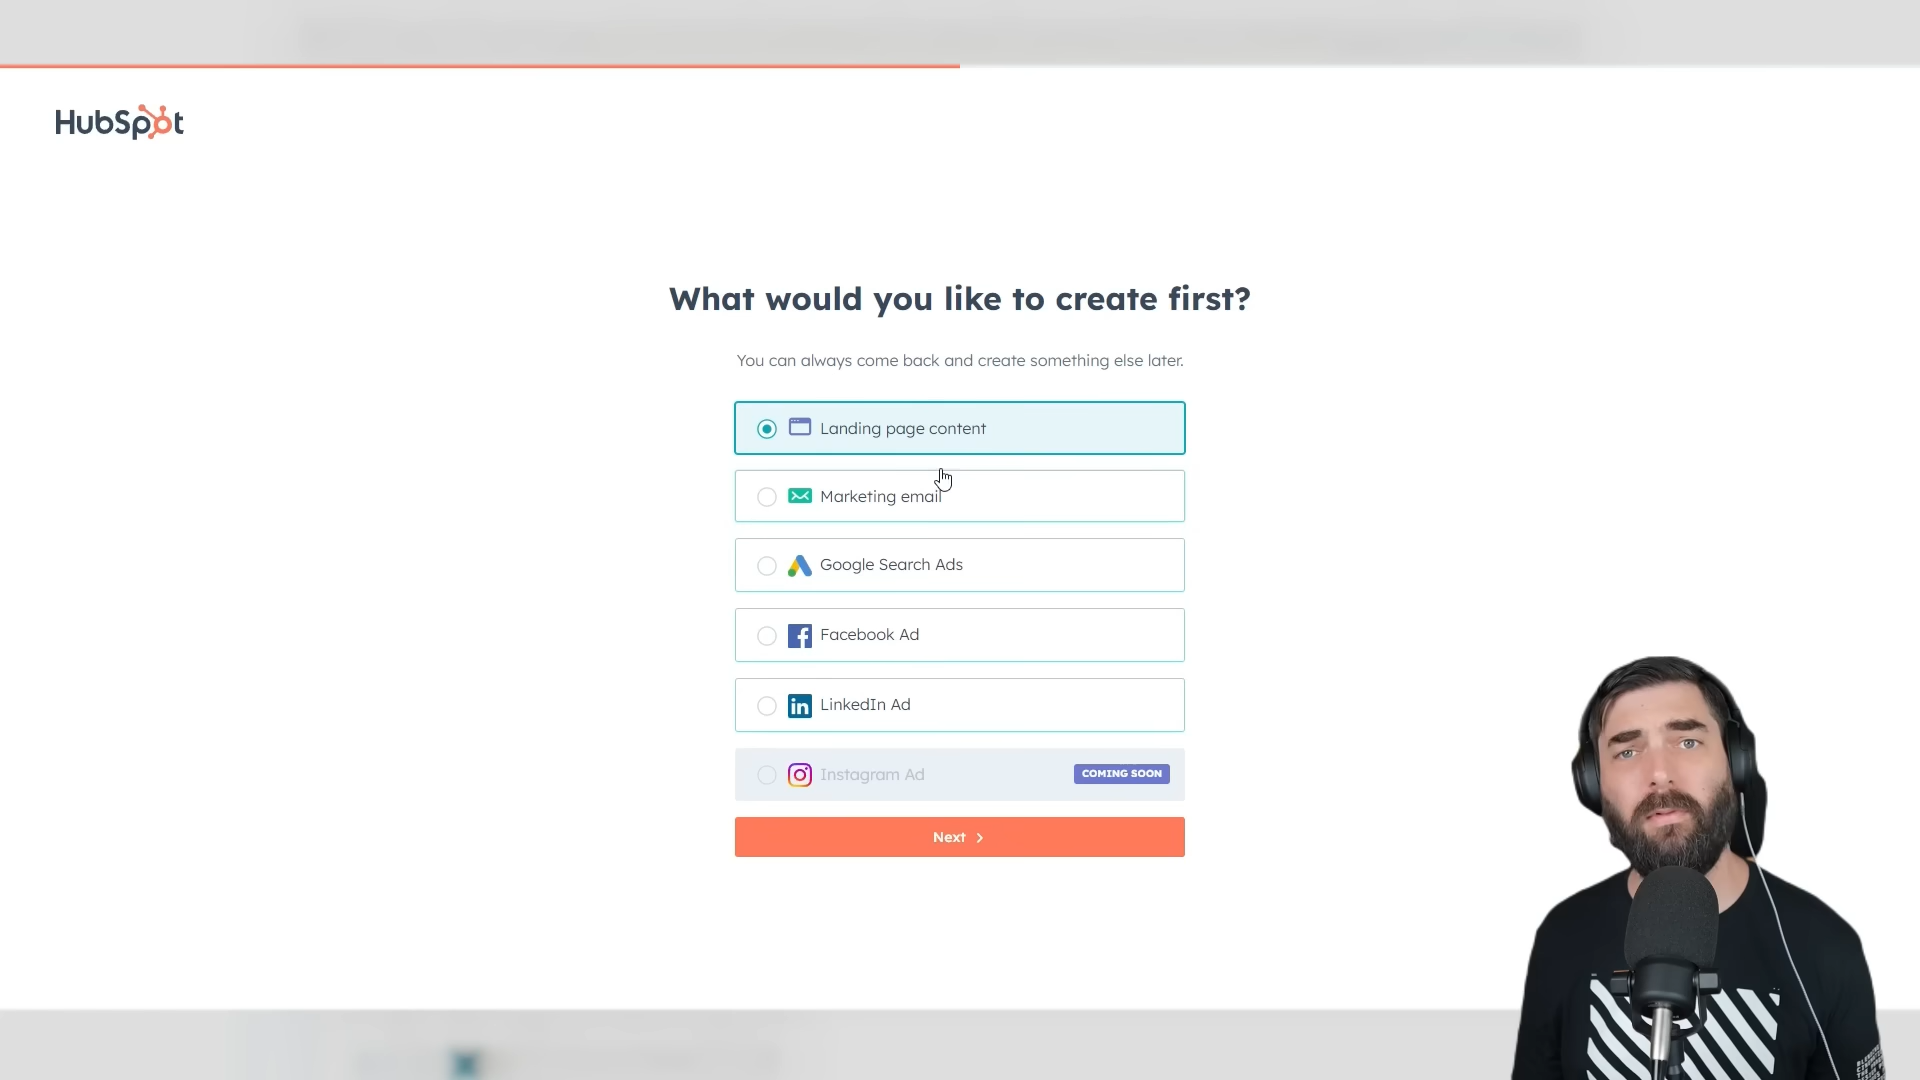 HubSpot
What would you like to create first?
You can always come back and create something else later.
Landing page content
Marketing email
Google Search Ads
Facebook Ad
LinkedIn Ad
Instagram Ad
COMING SOON
Next